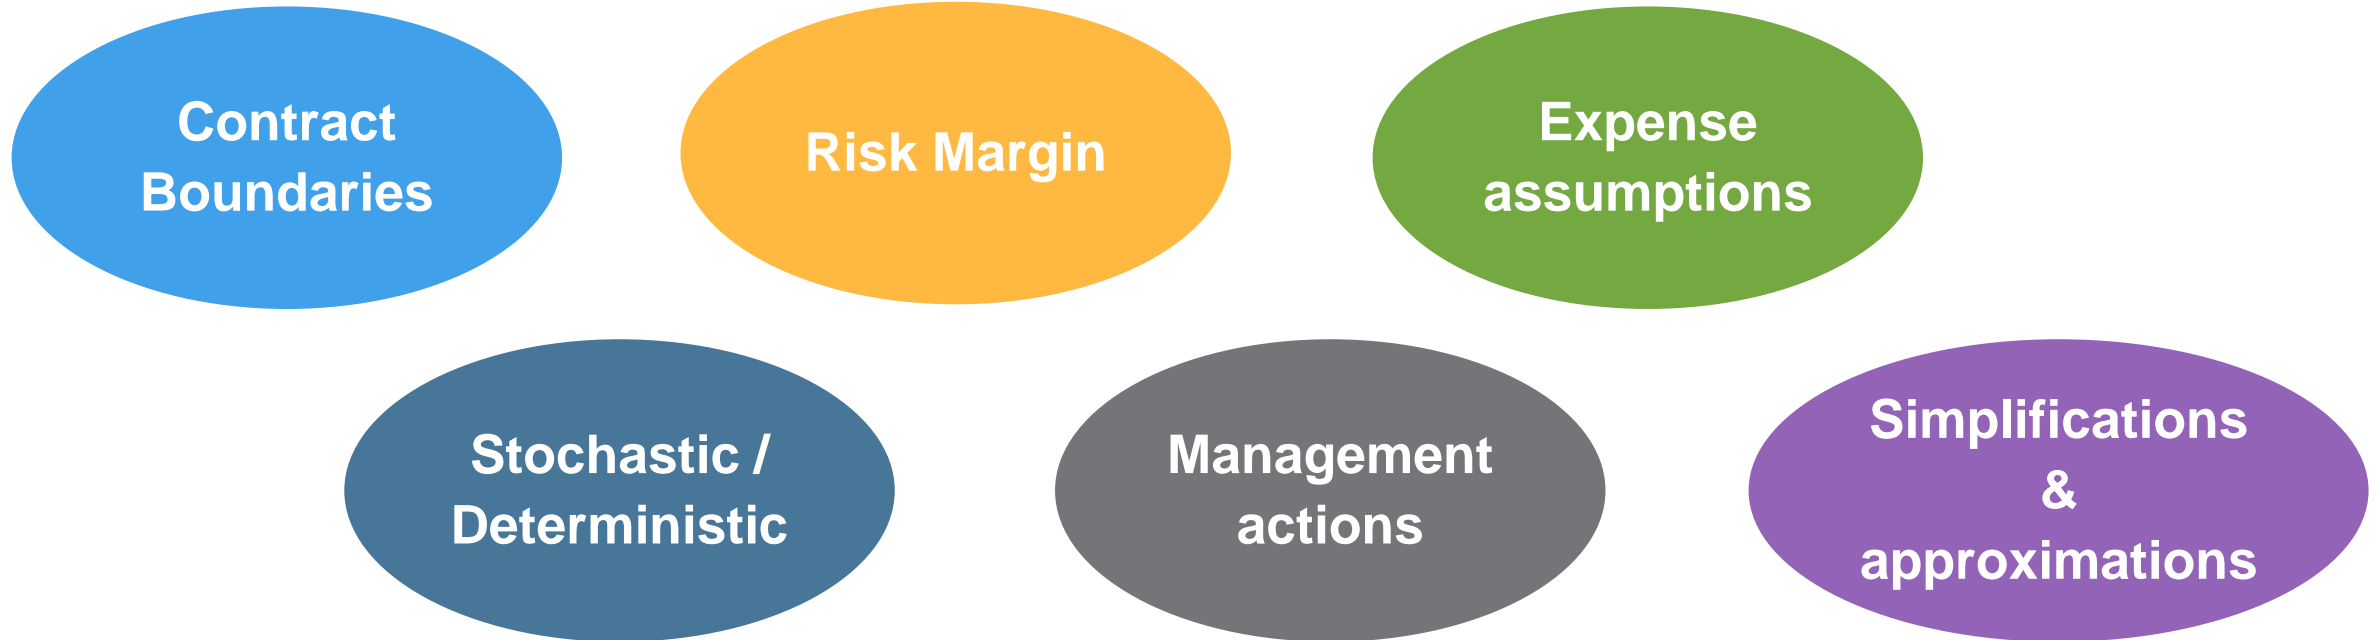 Contract
Boundaries
Risk Margin
Expense
assumptions
Stochastic /
Deterministic
Management
actions
Simplifications
&
approximations